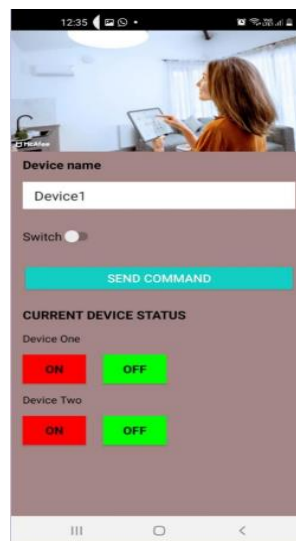 12:35
McAfee
Device name
Device1
Switch
SEND COMMAND
CURRENT DEVICE STATUS
Device One
ON OFF
Device Two
ON OFF